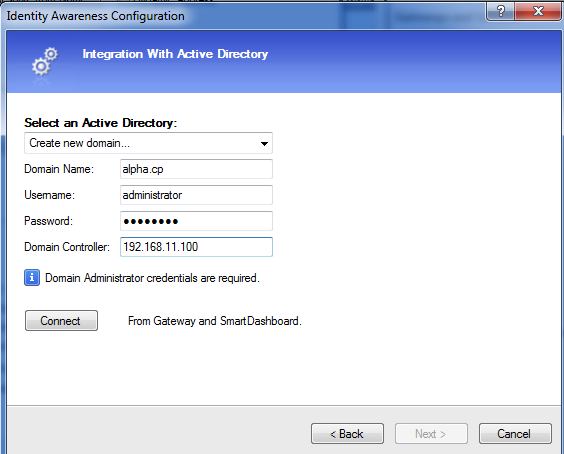 Identity Awareness Configuration
Integration With Active Directory
Select an Active Directory:
Create new domain...
Domain Name: alpha.cp
Username: administrator
Password: ●●●●●●●●
Domain Controller: 192.168.11.100
Domain Administrator credentials are required.
Connect From Gateway and SmartDashboard.
< Back Next > Cancel